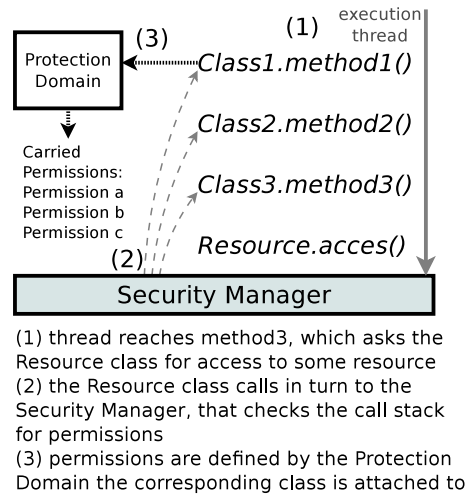 execution
thread
(1)
(3)
Protection
Domain
Class1.method1()
Class2.method2()
Carried
Permissions:
Permission a
Permission b
Permission c
Class3.method3()
Resource.acces()
(2)
Security Manager
(1) thread reaches method3, which asks the
Resource class for access to some resource
(2) the Resource class calls in turn to the
Security Manager, that checks the call stack
for permissions
(3) permissions are defined by the Protection
Domain the corresponding class is attached to